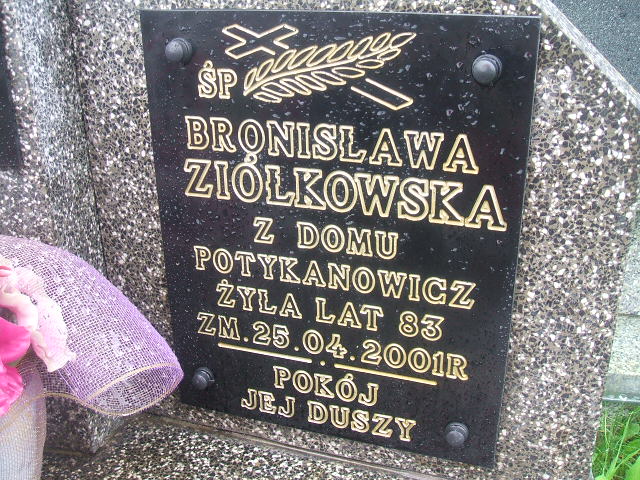 ŚP
BRONISŁAWA
ZIÓŁKOWSKA
Z DOMU
POTYKANOWICZ
ŻYŁA LAT 83
ZM. 25.04.2001R
POKÓJ
JEJ DUSZY